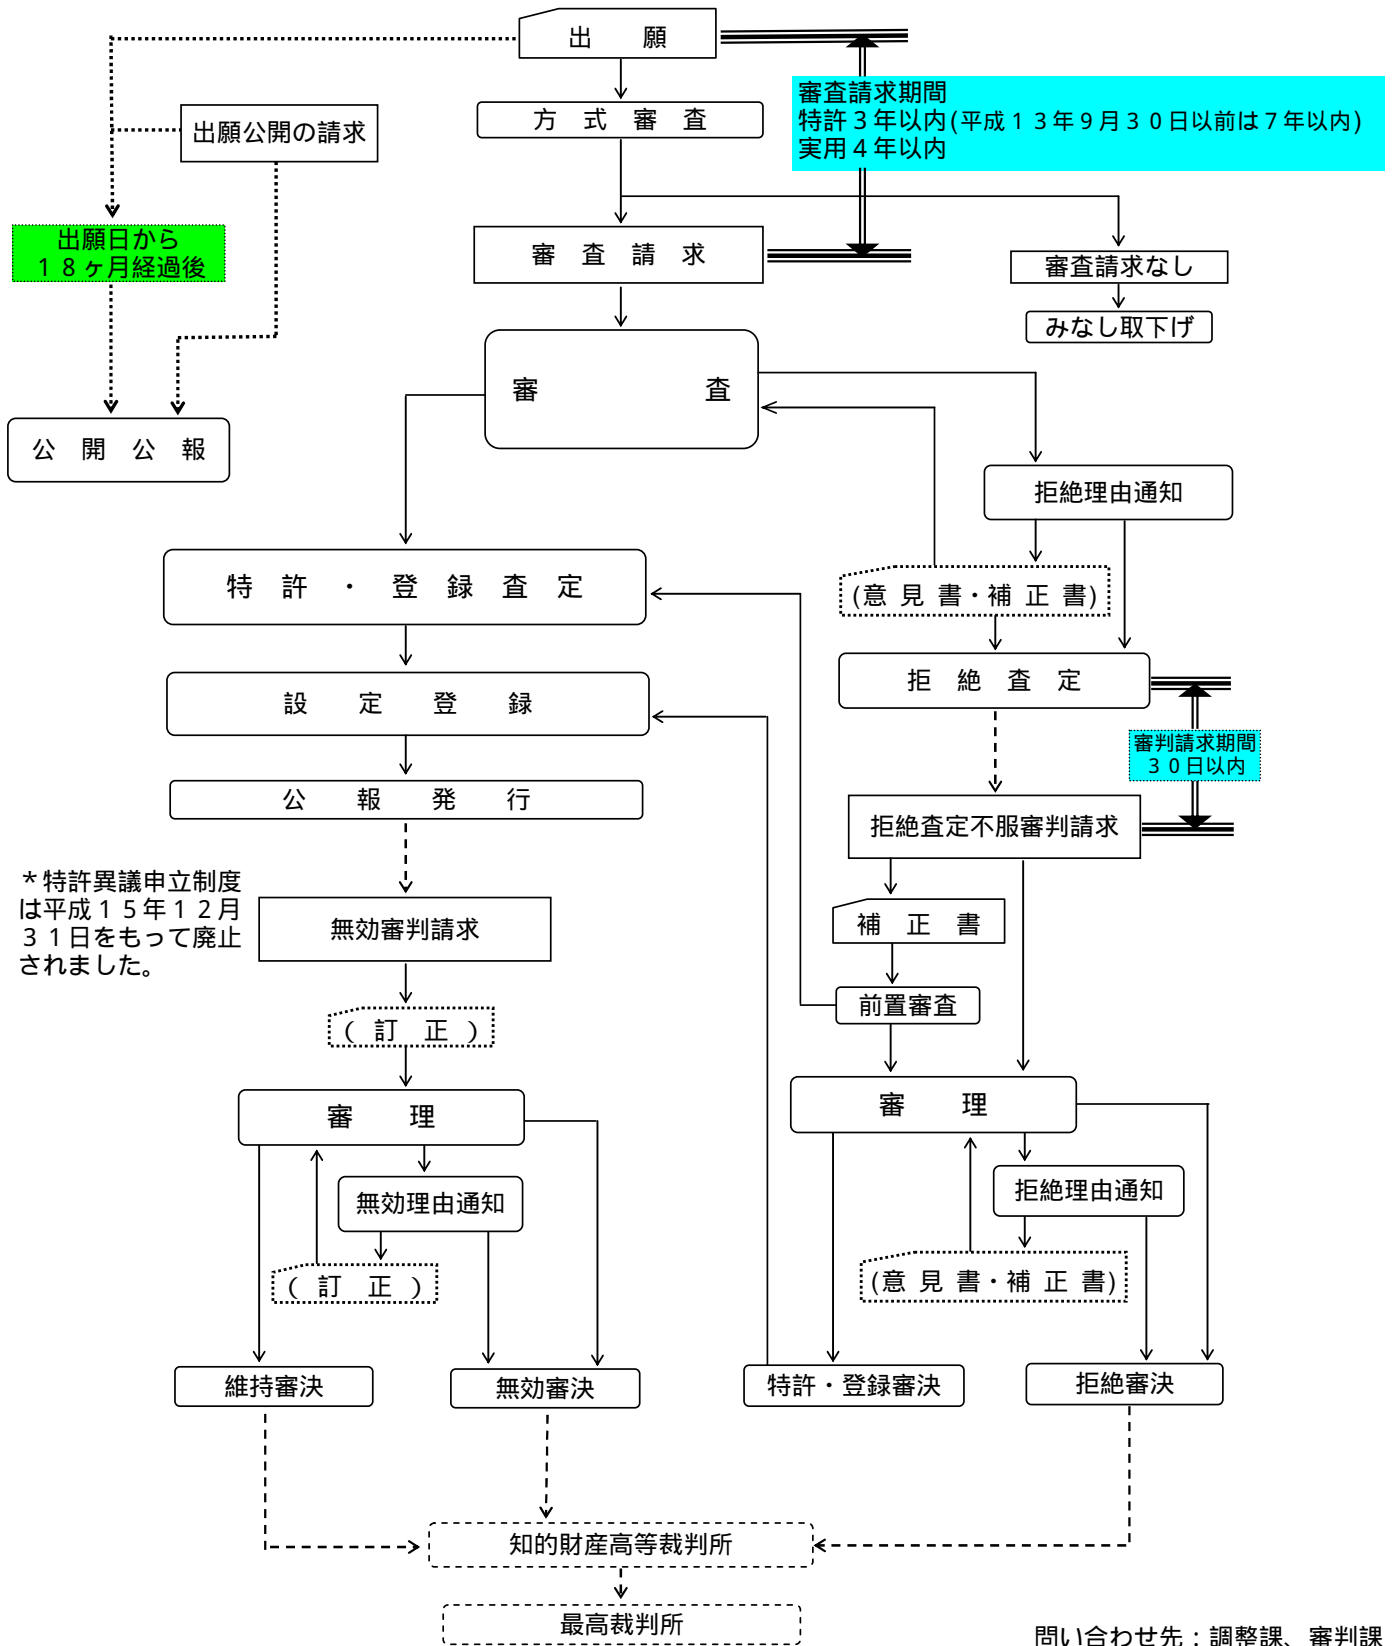 出　願
審査請求期間
特許３年以内(平成１３年９月３０日以前は７年以内)
実用４年以内
方　式　審　査
出願公開の請求
出願日から
１８ヶ月経過後
審　査　請　求
審査請求なし
みなし取下げ
審　査
公　開　公　報
拒絶理由通知
特　許　・　登　録　査　定
(意　見　書・補　正　書)
拒　絶　査　定
設　定　登　録
審判請求期間
３０日以内
公　報　発　行
拒絶査定不服審判請求
＊特許異議申立制度
は平成１５年１２月
３１日をもって廃止
されました。
無効審判請求
補　正　書
前置審査
（　訂　正　）
審　理
審　理
無効理由通知
拒絶理由通知
（　訂　正　）
(意　見　書・補　正　書)
維持審決
無効審決
特許・登録審決
拒絶審決
知的財産高等裁判所
最高裁判所
問い合わせ先：調整課、審判課